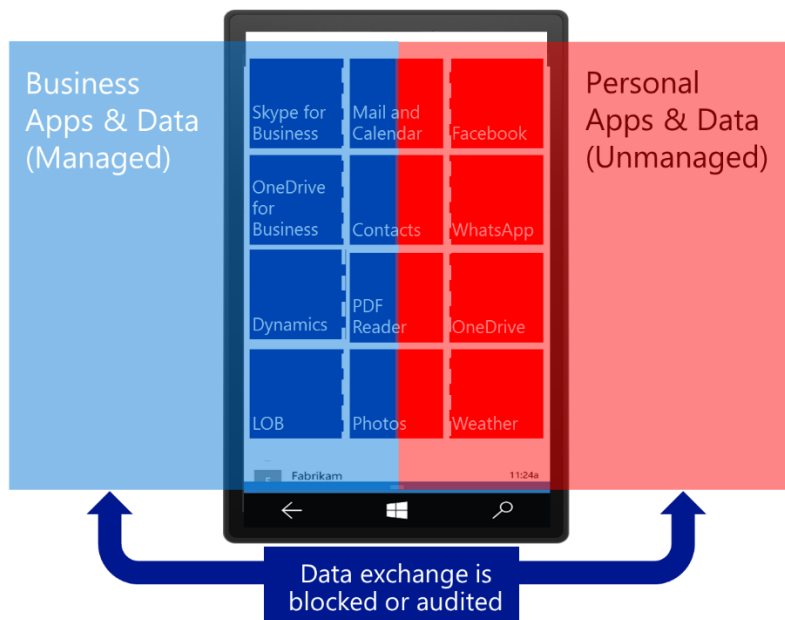 Business
Apps & Data
(Managed)
Personal
Apps & Data
(Unmanaged)
Skype for
Business
Mail and
Calendar
Facebook
OneDrive
for
Business
Contacts
WhatsApp
Dynamics
PDF
Reader
OneDrive
LOB
Photos
Weather
Fabrikam
11:24a
Data exchange is
blocked or audited